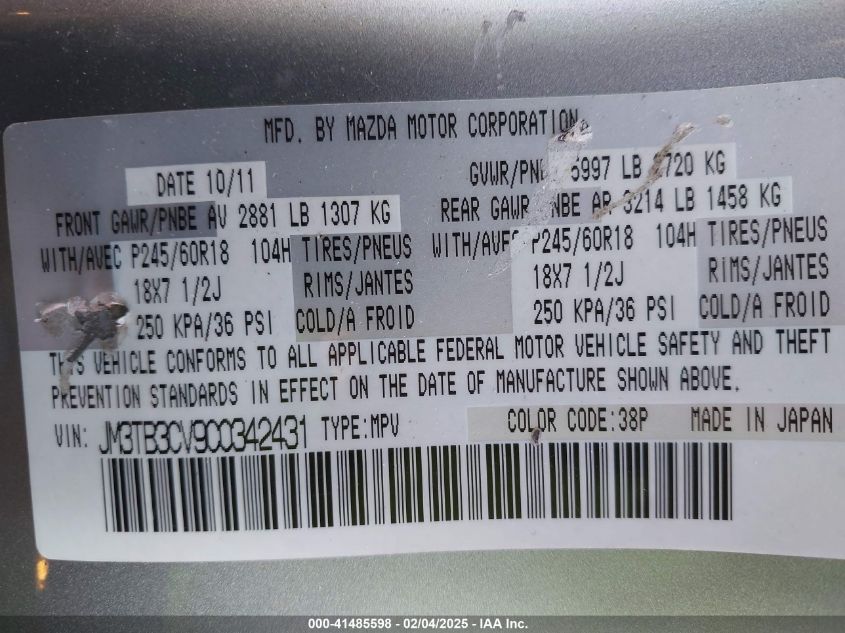 MFD. BY MAZDA MOTOR CORPORATION
DATE 10/11
GVWR/PN 5997 LB 2720 KG
FRONT GAWR/PNBE AV 2881 LB 1307 KG
REAR GAWR PNBE AR 3214 LB 1458 KG
WITH/AVEC P245/60R18 104H TIRES/PNEUS
WITH/AVEC P245/60R18 104H TIRES/PNEUS
18X7 1/2J RIMS/JANTES
18X7 1/2J RIMS/JANTES
250 KPA/36 PSI COLD/A FROID
250 KPA/36 PSI COLD/A FROID
THIS VEHICLE CONFORMS TO ALL APPLICABLE FEDERAL MOTOR VEHICLE SAFETY AND THEFT
PREVENTION STANDARDS IN EFFECT ON THE DATE OF MANUFACTURE SHOWN ABOVE.
VIN: JM3TB3CV9C0342431 TYPE:MPV
COLOR CODE:38P MADE IN JAPAN
000-41485598 - 02/04/2025 - IAA Inc.